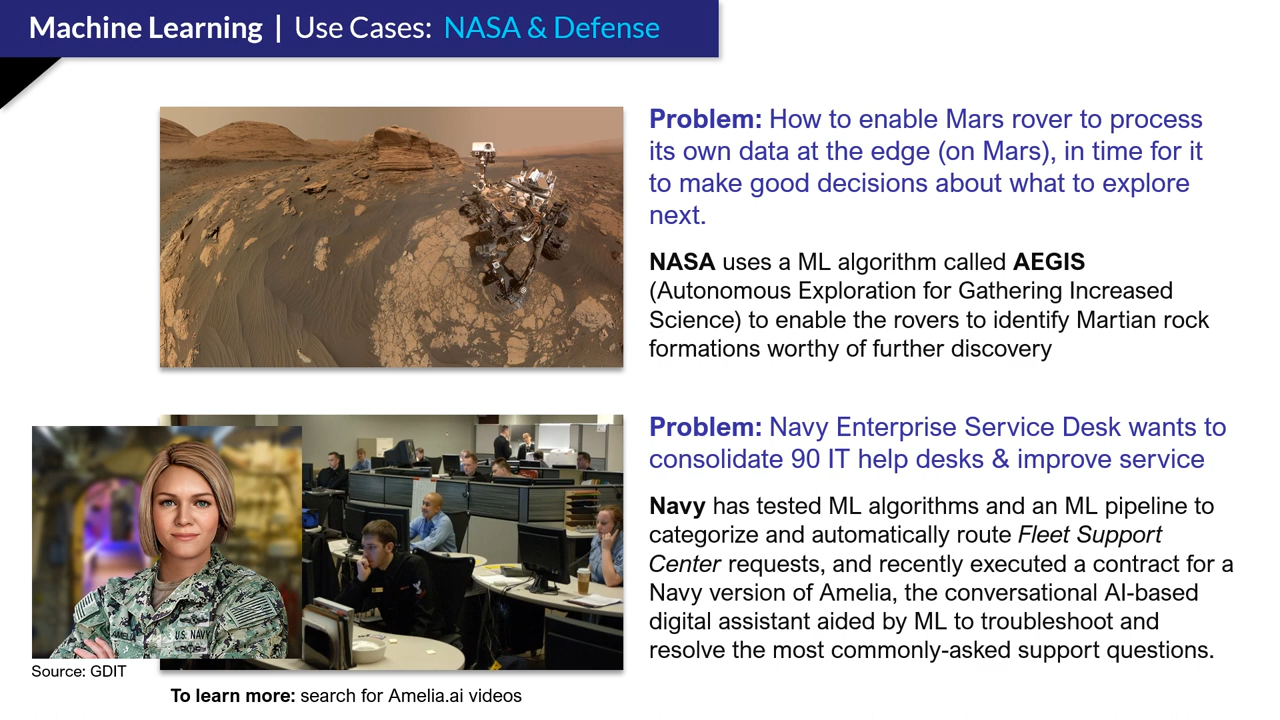 Machine Learning | Use Cases: NASA & Defense
Problem: How to enable Mars rover to process
its own data at the edge (on Mars), in time for it
to make good decisions about what to explore
next.
NASA uses a ML algorithm called AEGIS
(Autonomous Exploration for Gathering Increased
Science) to enable the rovers to identify Martian rock
formations worthy of further discovery
Problem: Navy Enterprise Service Desk wants to
consolidate 90 IT help desks & improve service
Navy has tested ML algorithms and an ML pipeline to
categorize and automatically route Fleet Support
Center requests, and recently executed a contract for a
Navy version of Amelia, the conversational AI-based
digital assistant aided by ML to troubleshoot and
resolve the most commonly-asked support questions.
AMELIA
U.S. NAVY
Source: GDIT
To learn more: search for Amelia.ai videos